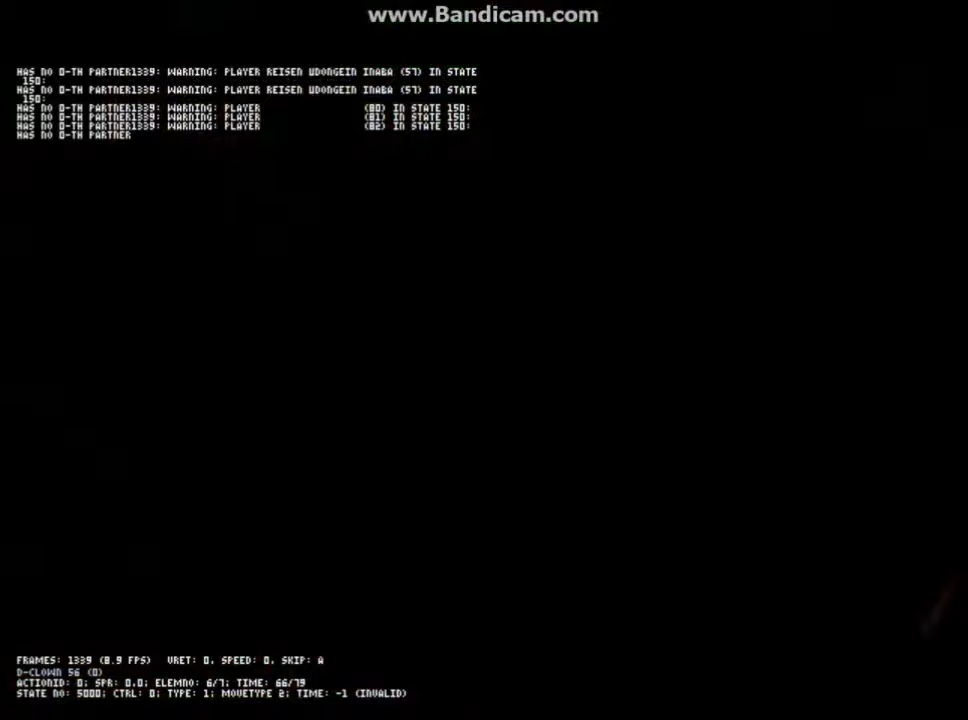 www.Bandicam.com
HAS NO 0-TH PARTNER1339: WARNING: PLAYER REISEN UDONGEIN INABA (57) IN STATE
150:
HAS NO 0-TH PARTNER1339: WARNING: PLAYER REISEN UDONGEIN INABA (57) IN STATE
150:
HAS NO 0-TH PARTNER1339: WARNING: PLAYER (80) IN STATE 150:
HAS NO 0-TH PARTNER1339: WARNING: PLAYER (81) IN STATE 150:
HAS NO 0-TH PARTNER1339: WARNING: PLAYER (82) IN STATE 150:
HAS NO 0-TH PARTNER
FRAMES: 1339 (8.9 FPS) VRET: 0. SPEED: 0. SKIP: A
D-CLOWN 56 (0)
ACTIONID: 0; SPR: 0.0; ELEMNO: 6/7; TIME: 66/79
STATE NO: 5000; CTRL: 0; TYPE: 1; MOVETYPE 2; TIME: -1 (INVALID)